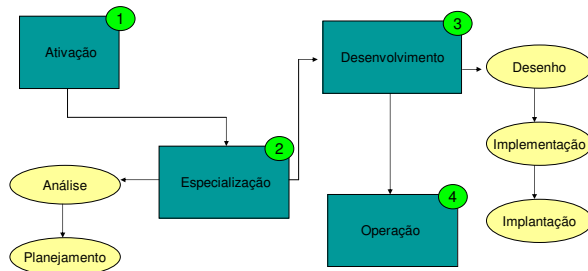 1
Ativação
2
Especialização
Análise
Planejamento
3
Desenvolvimento
Desenho
Implementação
Implantação
4
Operação